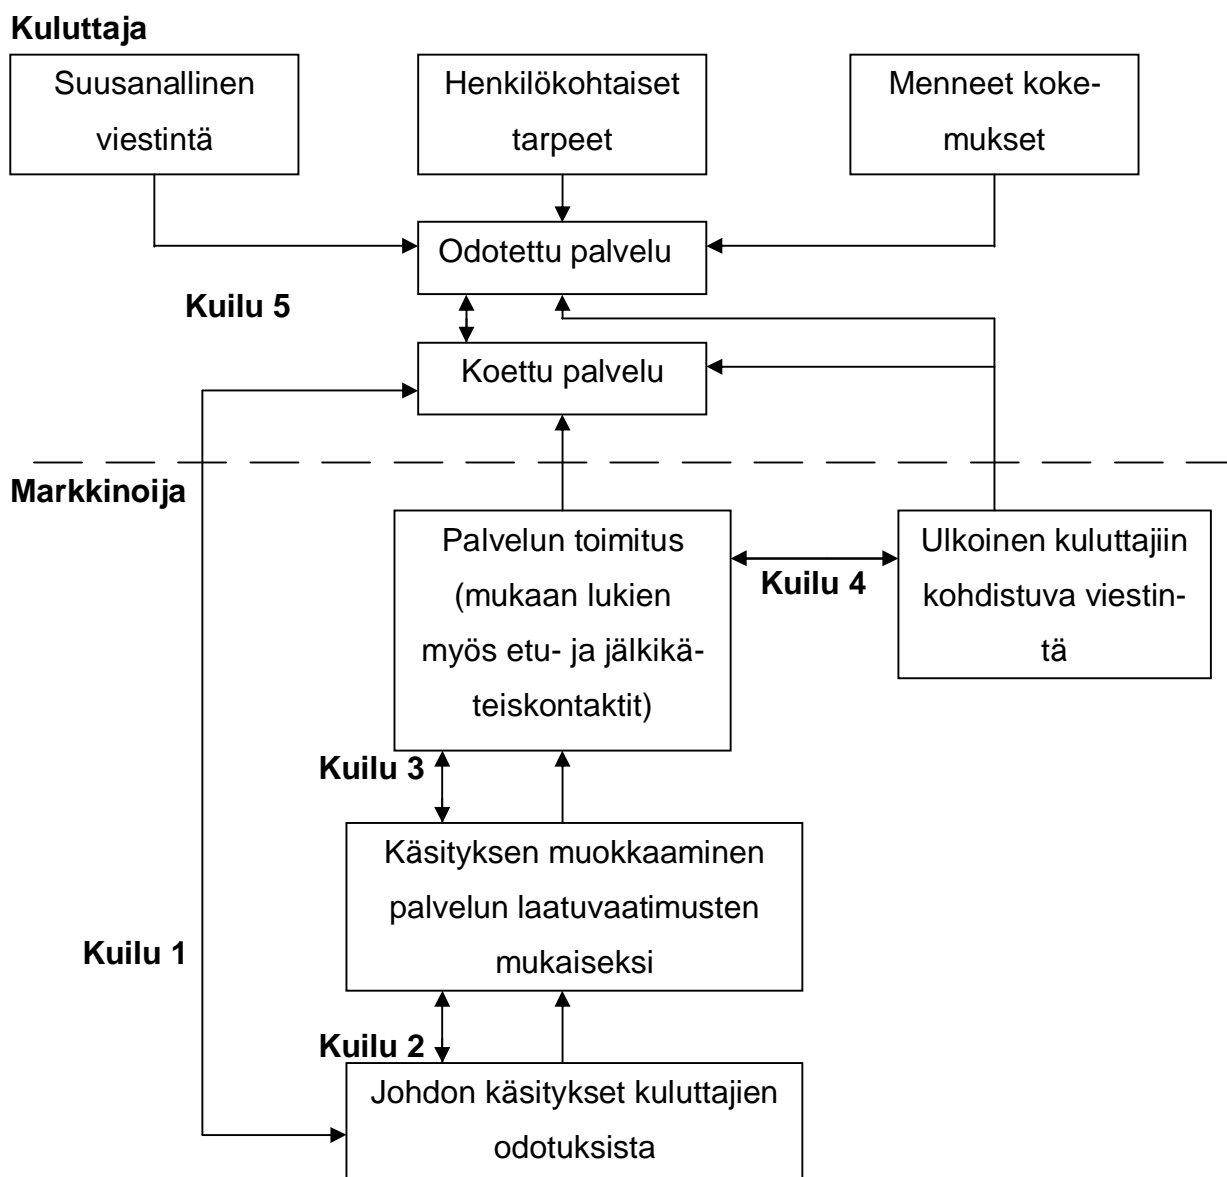 Kuluttaja
Suusanallinen
viestintä
Henkilökohtaiset
tarpeet
Menneet koke-
mukset
Odotettu palvelu
Kuilu 5
Koettu palvelu
Markkinoija
Palvelun toimitus
(mukaan lukien
myös etu- ja jälkikä-
teiskontaktit)
Kuilu 4
Ulkoinen kuluttajiin
kohdistuva viestin-
tä
Kuilu 3
Käsityksen muokkaaminen
palvelun laatuvaatimusten
mukaiseksi
Kuilu 1
Kuilu 2
Johdon käsitykset kuluttajien
odotuksista